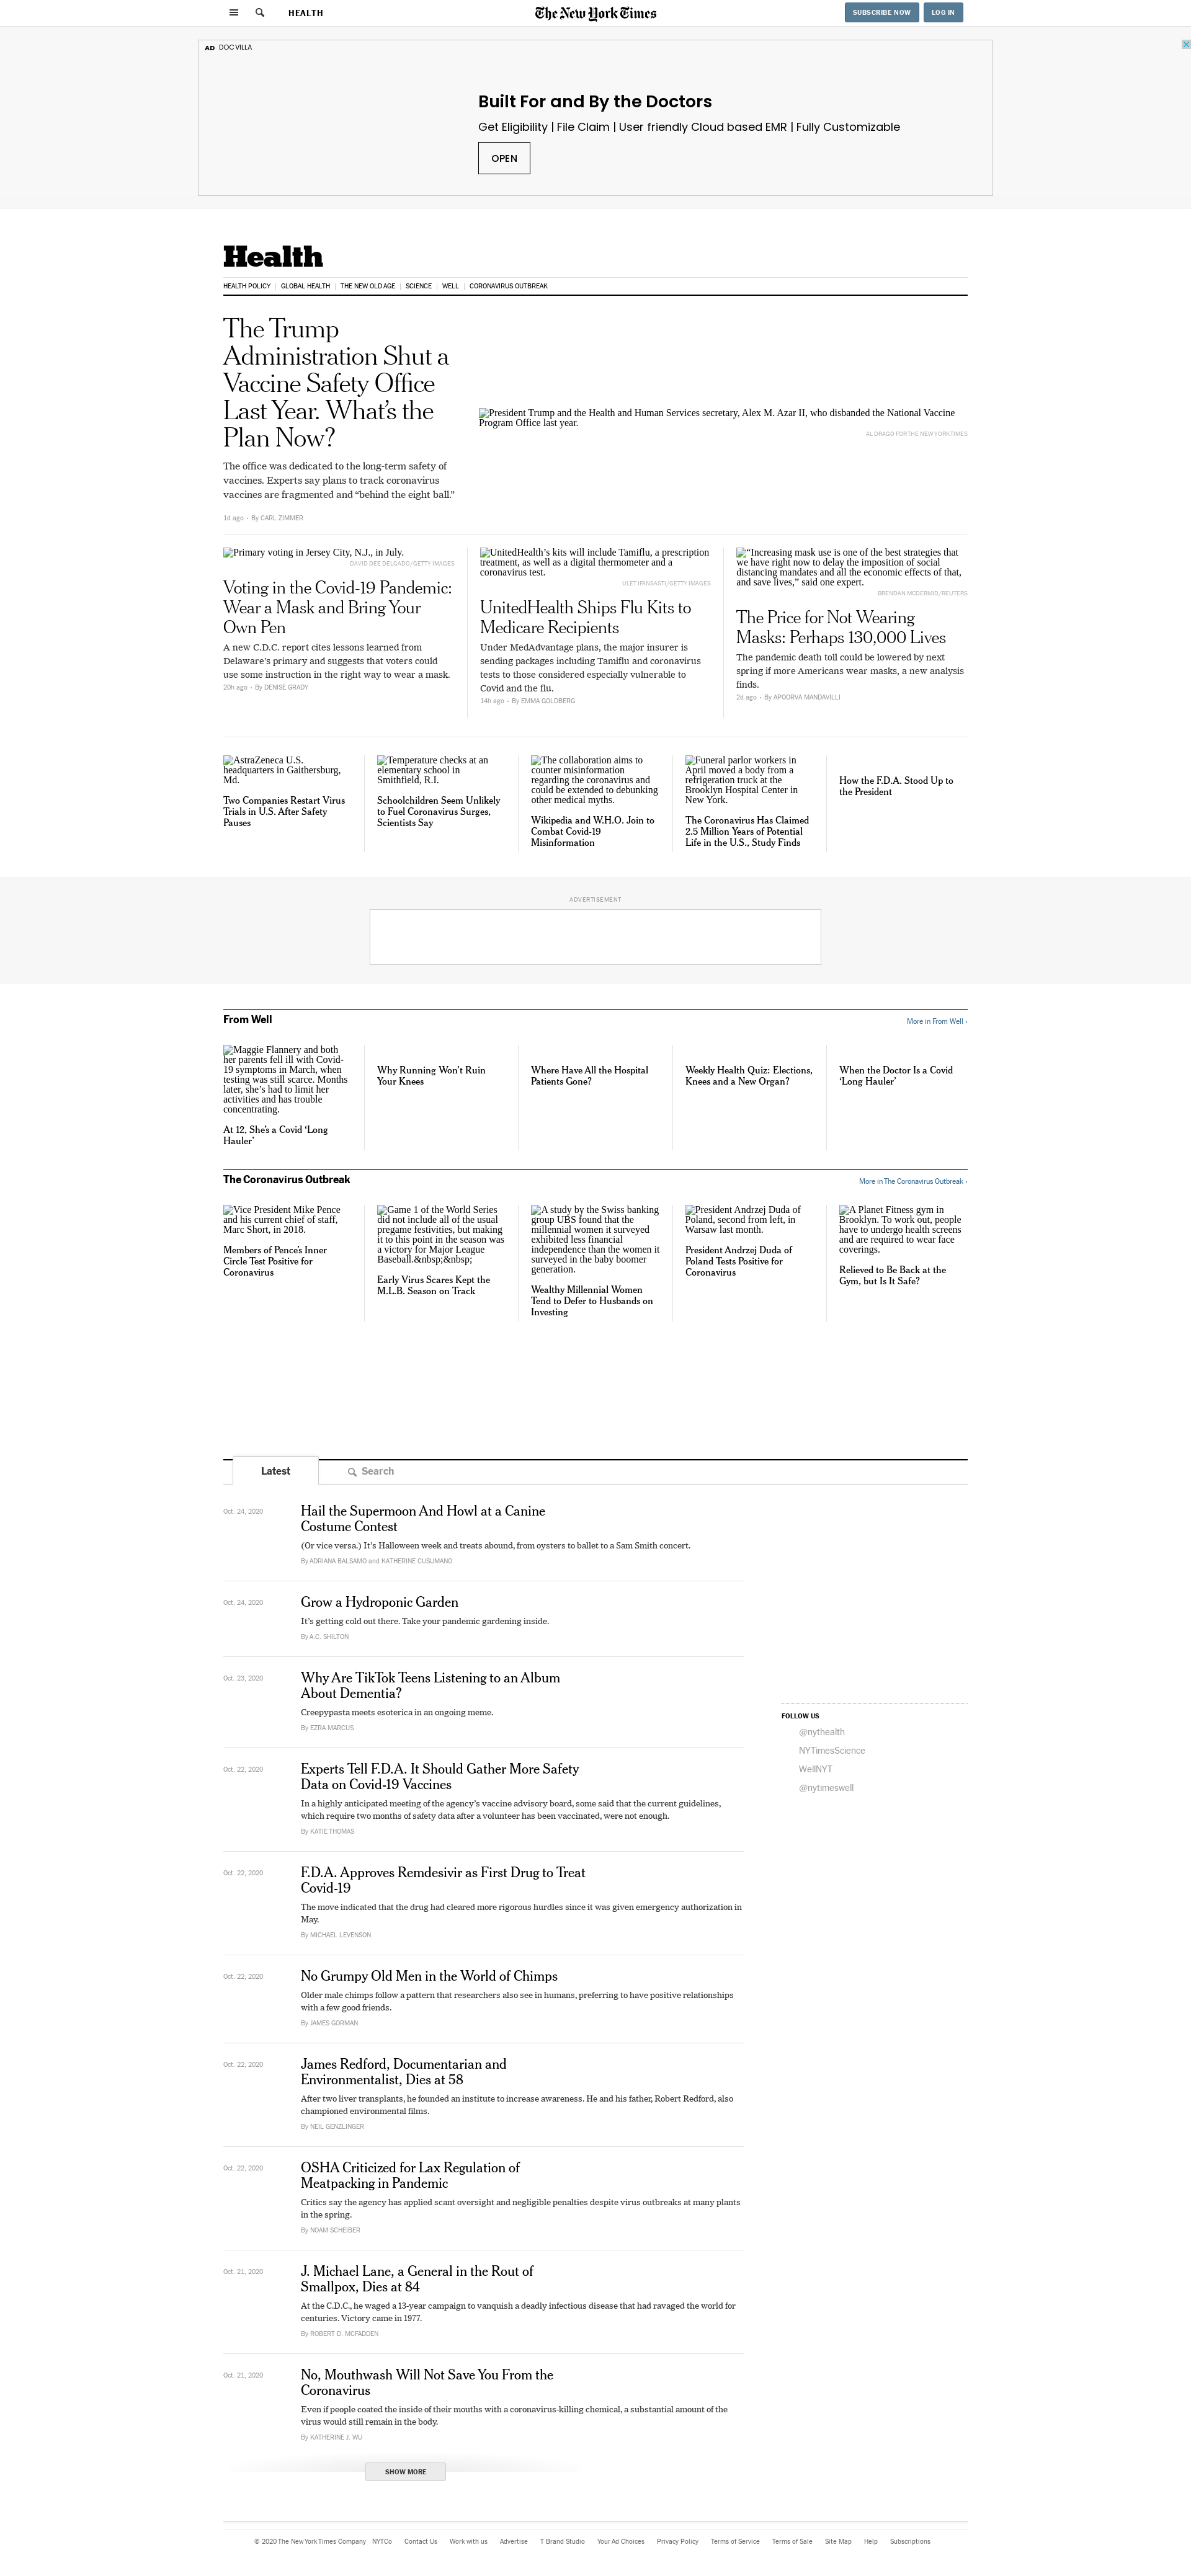 HEALTH
The New York Times
SUBSCRIBE NOW
LOG IN
AD DOCVILLA
Built For and By the Doctors
Get Eligibility | File Claim | User friendly Cloud based EMR | Fully Customizable
OPEN
Health
HEALTH POLICY
GLOBAL HEALTH
THE NEW OLD AGE
SCIENCE
WELL
CORONAVIRUS OUTBREAK
The Trump
Administration Shut a
Vaccine Safety Office
Last Year. What’s the
Plan Now?
The office was dedicated to the long-term safety of
vaccines. Experts say plans to track coronavirus
vaccines are fragmented and “behind the eight ball.”
1d ago · By CARL ZIMMER
President Trump and the Health and Human Services secretary, Alex M. Azar II, who disbanded the National Vaccine
Program Office last year.
AL DRAGO FOR THE NEW YORK TIMES
Primary voting in Jersey City, N.J., in July.
DAVID DEE DELGADO/GETTY IMAGES
Voting in the Covid-19 Pandemic:
Wear a Mask and Bring Your
Own Pen
A new C.D.C. report cites lessons learned from
Delaware’s primary and suggests that voters could
use some instruction in the right way to wear a mask.
20h ago · By DENISE GRADY
UnitedHealth’s kits will include Tamiflu, a prescription
treatment, as well as a digital thermometer and a
coronavirus test.
ULET IFANSASTI/GETTY IMAGES
UnitedHealth Ships Flu Kits to
Medicare Recipients
Under MedAdvantage plans, the major insurer is
sending packages including Tamiflu and coronavirus
tests to those considered especially vulnerable to
Covid and the flu.
14h ago · By EMMA GOLDBERG
“Increasing mask use is one of the best strategies that
we have right now to delay the imposition of social
distancing mandates and all the economic effects of that,
and save lives,” said one expert.
BRENDAN MCDERMID/REUTERS
The Price for Not Wearing
Masks: Perhaps 130,000 Lives
The pandemic death toll could be lowered by next
spring if more Americans wear masks, a new analysis
finds.
2d ago · By APOORVA MANDAVILLI
AstraZeneca U.S.
headquarters in Gaithersburg,
Md.
Two Companies Restart Virus
Trials in U.S. After Safety
Pauses
Temperature checks at an
elementary school in
Smithfield, R.I.
Schoolchildren Seem Unlikely
to Fuel Coronavirus Surges,
Scientists Say
The collaboration aims to
counter misinformation
regarding the coronavirus and
could be extended to debunking
other medical myths.
Wikipedia and W.H.O. Join to
Combat Covid-19
Misinformation
Funeral parlor workers in
April moved a body from a
refrigeration truck at the
Brooklyn Hospital Center in
New York.
The Coronavirus Has Claimed
2.5 Million Years of Potential
Life in the U.S., Study Finds
How the F.D.A. Stood Up to
the President
ADVERTISEMENT
From Well
More in From Well ›
Maggie Flannery and both
her parents fell ill with Covid-
19 symptoms in March, when
testing was still scarce. Months
later, she’s had to limit her
activities and has trouble
concentrating.
At 12, She’s a Covid ‘Long
Hauler’
Why Running Won’t Ruin
Your Knees
Where Have All the Hospital
Patients Gone?
Weekly Health Quiz: Elections,
Knees and a New Organ?
When the Doctor Is a Covid
‘Long Hauler’
The Coronavirus Outbreak
More in The Coronavirus Outbreak ›
Vice President Mike Pence
and his current chief of staff,
Marc Short, in 2018.
Members of Pence’s Inner
Circle Test Positive for
Coronavirus
Game 1 of the World Series
did not include all of the usual
pregame festivities, but making
it to this point in the season was
a victory for Major League
Baseball.&nbsp;&nbsp;
Early Virus Scares Kept the
M.L.B. Season on Track
A study by the Swiss banking
group UBS found that the
millennial women it surveyed
exhibited less financial
independence than the women it
surveyed in the baby boomer
generation.
Wealthy Millennial Women
Tend to Defer to Husbands on
Investing
President Andrzej Duda of
Poland, second from left, in
Warsaw last month.
President Andrzej Duda of
Poland Tests Positive for
Coronavirus
A Planet Fitness gym in
Brooklyn. To work out, people
have to undergo health screens
and are required to wear face
coverings.
Relieved to Be Back at the
Gym, but Is It Safe?
Latest
Search
Oct. 24, 2020
Hail the Supermoon And Howl at a Canine
Costume Contest
(Or vice versa.) It’s Halloween week and treats abound, from oysters to ballet to a Sam Smith concert.
By ADRIANA BALSAMO and KATHERINE CUSUMANO
Oct. 24, 2020
Grow a Hydroponic Garden
It’s getting cold out there. Take your pandemic gardening inside.
By A.C. SHILTON
Oct. 23, 2020
Why Are TikTok Teens Listening to an Album
About Dementia?
Creepypasta meets esoterica in an ongoing meme.
By EZRA MARCUS
FOLLOW US
@nythealth
NYTimesScience
WellNYT
@nytimeswell
Oct. 22, 2020
Experts Tell F.D.A. It Should Gather More Safety
Data on Covid-19 Vaccines
In a highly anticipated meeting of the agency’s vaccine advisory board, some said that the current guidelines,
which require two months of safety data after a volunteer has been vaccinated, were not enough.
By KATIE THOMAS
Oct. 22, 2020
F.D.A. Approves Remdesivir as First Drug to Treat
Covid-19
The move indicated that the drug had cleared more rigorous hurdles since it was given emergency authorization in
May.
By MICHAEL LEVENSON
Oct. 22, 2020
No Grumpy Old Men in the World of Chimps
Older male chimps follow a pattern that researchers also see in humans, preferring to have positive relationships
with a few good friends.
By JAMES GORMAN
Oct. 22, 2020
James Redford, Documentarian and
Environmentalist, Dies at 58
After two liver transplants, he founded an institute to increase awareness. He and his father, Robert Redford, also
championed environmental films.
By NEIL GENZLINGER
Oct. 22, 2020
OSHA Criticized for Lax Regulation of
Meatpacking in Pandemic
Critics say the agency has applied scant oversight and negligible penalties despite virus outbreaks at many plants
in the spring.
By NOAM SCHEIBER
Oct. 21, 2020
J. Michael Lane, a General in the Rout of
Smallpox, Dies at 84
At the C.D.C., he waged a 13-year campaign to vanquish a deadly infectious disease that had ravaged the world for
centuries. Victory came in 1977.
By ROBERT D. MCFADDEN
Oct. 21, 2020
No, Mouthwash Will Not Save You From the
Coronavirus
Even if people coated the inside of their mouths with a coronavirus-killing chemical, a substantial amount of the
virus would still remain in the body.
By KATHERINE J. WU
SHOW MORE
© 2020 The New York Times Company
NYTCo
Contact Us
Work with us
Advertise
T Brand Studio
Your Ad Choices
Privacy Policy
Terms of Service
Terms of Sale
Site Map
Help
Subscriptions